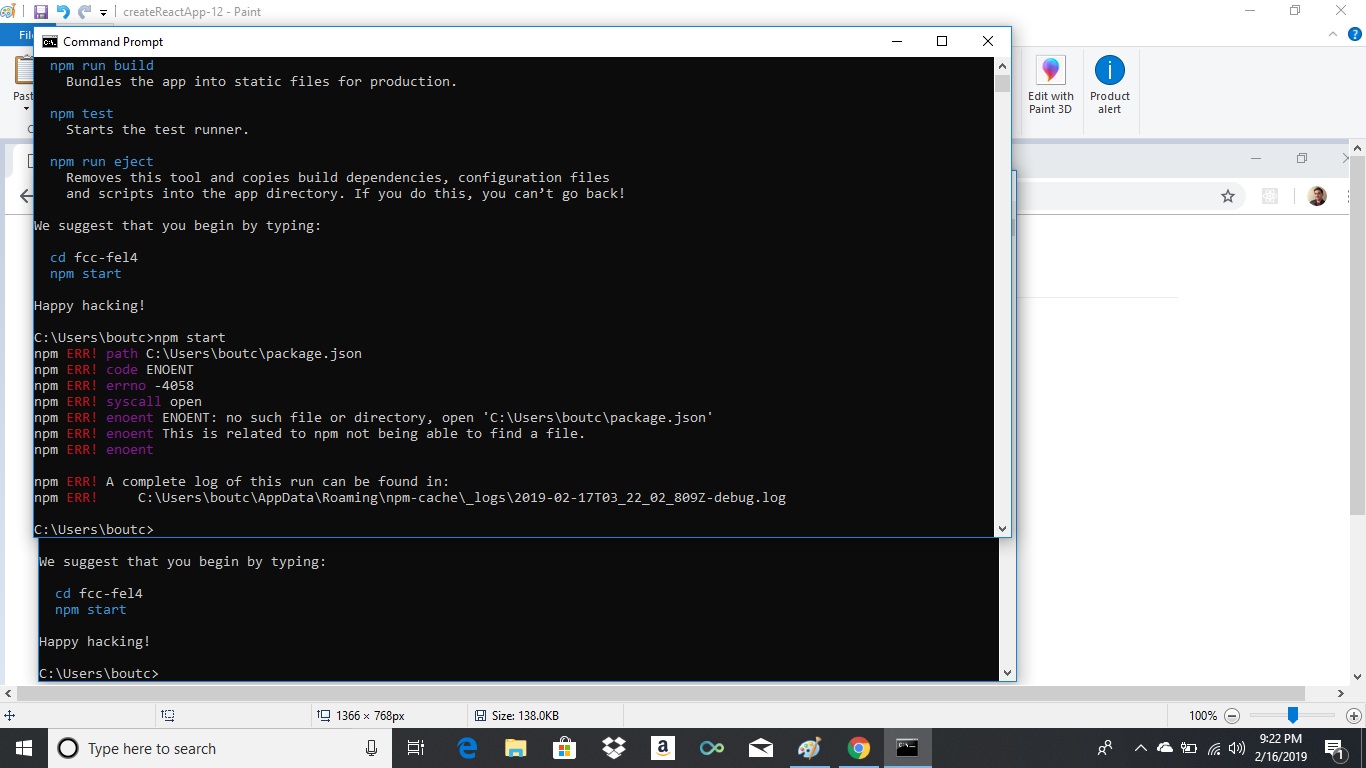 createReactApp-12 - Paint
Fil
Command Prompt
Past
Edit with
Paint 3D
Product
alert
npm run build
Bundles the app into static files for production.
npm test
Starts the test runner.
npm run eject
Removes this tool and copies build dependencies, configuration files
and scripts into the app directory. If you do this, you can’t go back!
We suggest that you begin by typing:
cd fcc-fel4
npm start
Happy hacking!
C:\Users\boutc>npm start
npm ERR! path C:\Users\boutc\package.json
npm ERR! code ENOENT
npm ERR! errno -4058
npm ERR! syscall open
npm ERR! enoent ENOENT: no such file or directory, open 'C:\Users\boutc\package.json'
npm ERR! enoent This is related to npm not being able to find a file.
npm ERR! enoent
npm ERR! A complete log of this run can be found in:
npm ERR!     C:\Users\boutc\AppData\Roaming\npm-cache\_logs\2019-02-17T03_22_02_809Z-debug.log
C:\Users\boutc>
We suggest that you begin by typing:
cd fcc-fel4
npm start
Happy hacking!
C:\Users\boutc>
1366 × 768px
Size: 138.0KB
100%
Type here to search
9:22 PM
2/16/2019
1